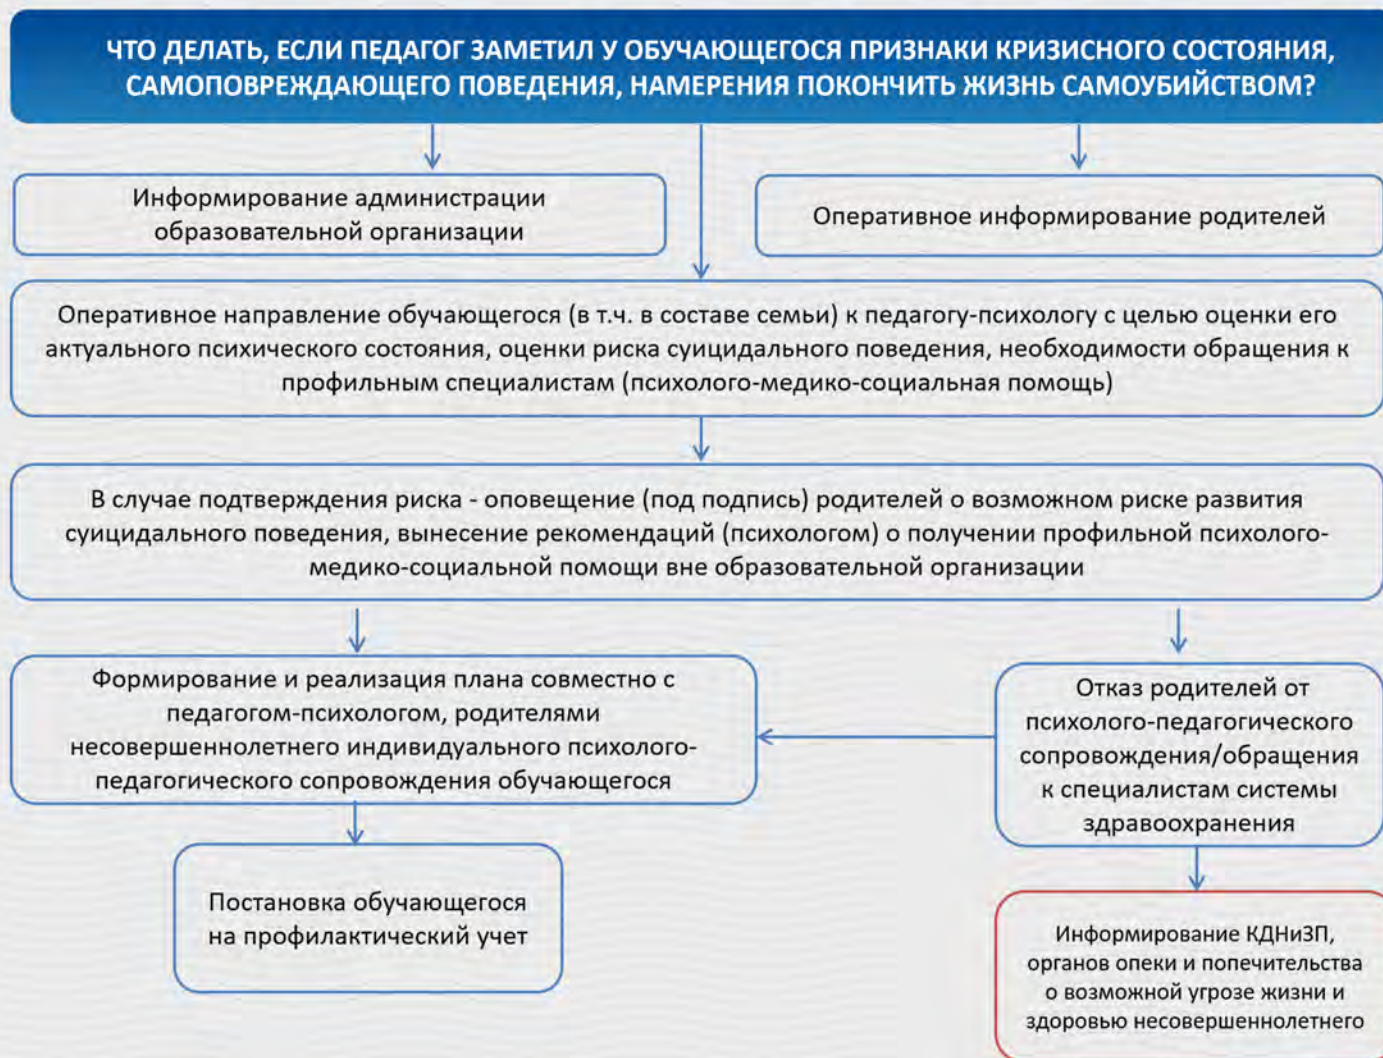 ЧТО ДЕЛАТЬ, ЕСЛИ ПЕДАГОГ ЗАМЕТИЛ У ОБУЧАЮЩЕГОСЯ ПРИЗНАКИ КРИЗИСНОГО СОСТОЯНИЯ,
САМОПОВРЕЖДАЮЩЕГО ПОВЕДЕНИЯ, НАМЕРЕНИЯ ПОКОНЧИТЬ ЖИЗНЬ САМОУБИЙСТВОМ?
Информирование администрации
образовательной организации
Оперативное информирование родителей
Оперативное направление обучающегося (в т.ч. в составе семьи) к педагогу-психологу с целью оценки его
актуального психического состояния, оценки риска суицидального поведения, необходимости обращения к
профильным специалистам (психолого-медико-социальная помощь)
В случае подтверждения риска - оповещение (под подпись) родителей о возможном риске развития
суицидального поведения, вынесение рекомендаций (психологом) о получении профильной психолого-
медико-социальной помощи вне образовательной организации
Формирование и реализация плана совместно с
педагогом-психологом, родителями
несовершеннолетнего индивидуального психолого-
педагогического сопровождения обучающегося
Отказ родителей от
психолого-педагогического
сопровождения/обращения
к специалистам системы
здравоохранения
Постановка обучающегося
на профилактический учет
Информирование КДНиЗП,
органов опеки и попечительства
о возможной угрозе жизни и
здоровью несовершеннолетнего